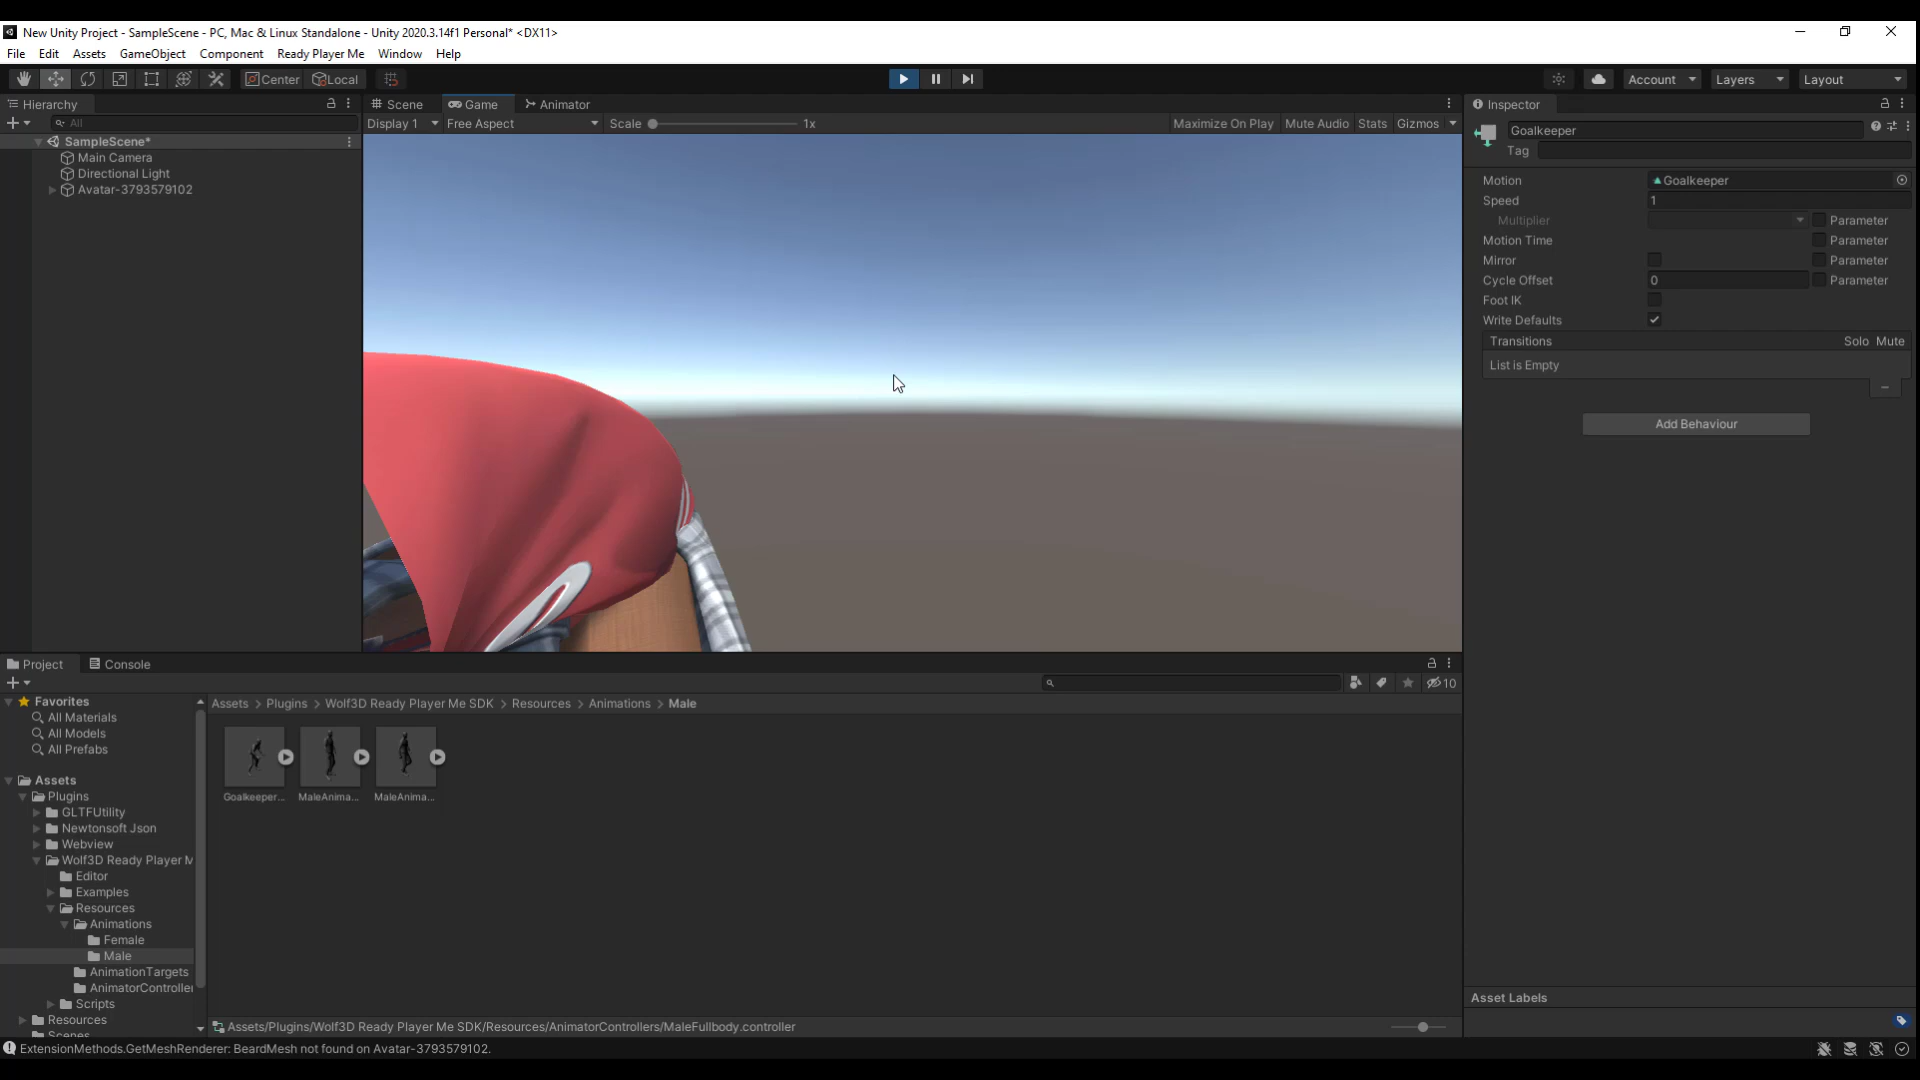 New Unity Project - SampleScene - PC, Mac & Linux Standalone - Unity 2020.3.14f1 Personal* <DX11>
File Edit Assets GameObject Component Ready Player Me Window Help
Center Local Account Layers Layout
Hierarchy
All
SampleScene*
Main Camera
Directional Light
Avatar-3793579102
Scene Game Animator
Display 1 Free Aspect Scale 1x Maximize On Play Mute Audio Stats Gizmos
Inspector
Goalkeeper
Tag
Motion Goalkeeper
Speed 1
Multiplier Parameter
Motion Time Parameter
Mirror Parameter
Cycle Offset 0 Parameter
Foot IK
Write Defaults
Transitions Solo Mute
List is Empty
Add Behaviour
Asset Labels
Project Console
10
Favorites
All Materials
All Models
All Prefabs
Assets
Plugins
GLTFUtility
Newtonsoft Json
Webview
Wolf3D Ready Player M
Editor
Examples
Resources
Animations
Female
Male
AnimationTargets
AnimatorController
Scripts
Resources
Scenes
Assets > Plugins > Wolf3D Ready Player Me SDK > Resources > Animations > Male
Goalkeeper... MaleAnima... MaleAnima...
Assets/Plugins/Wolf3D Ready Player Me SDK/Resources/AnimatorControllers/MaleFullbody.controller
ExtensionMethods.GetMeshRenderer: BeardMesh not found on Avatar-3793579102.